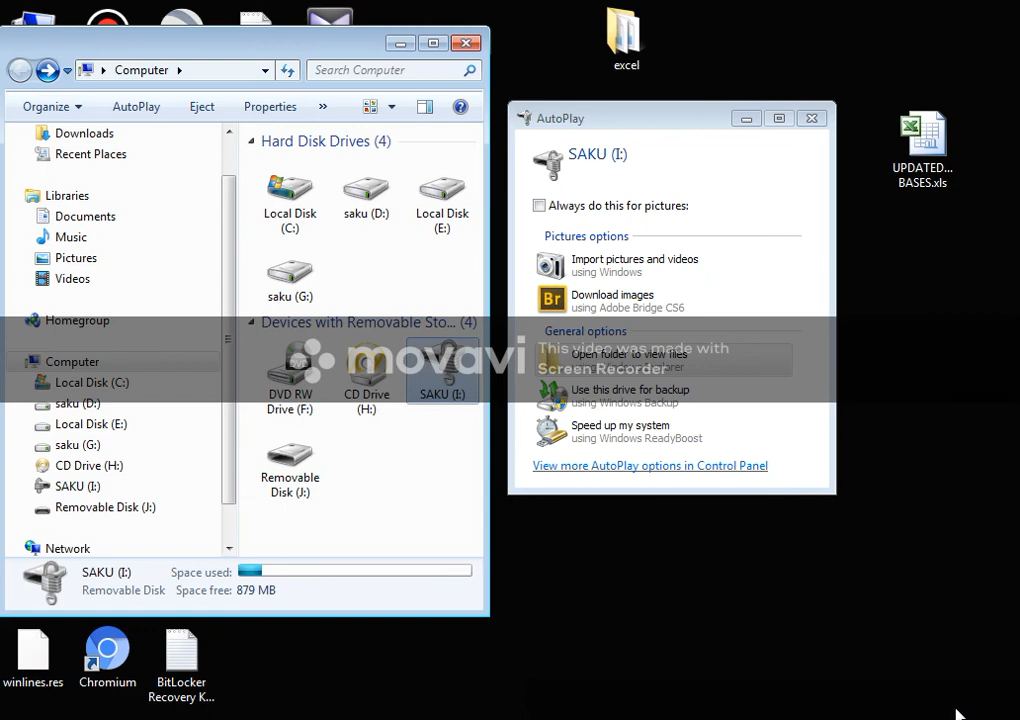 excel
UPDATED...
BASES.xls
Computer
Search Computer
Organize
AutoPlay
Eject
Properties
»
Downloads
Recent Places
Libraries
Documents
Music
Pictures
Videos
Homegroup
Computer
Local Disk (C:)
saku (D:)
Local Disk (E:)
saku (G:)
CD Drive (H:)
SAKU (I:)
Removable Disk (J:)
Network
Hard Disk Drives (4)
Local Disk
(C:)
saku (D:)
Local Disk
(E:)
saku (G:)
Devices with Removable Sto... (4)
DVD RW
Drive (F:)
CD Drive
(H:)
SAKU (I:)
Removable
Disk (J:)
SAKU (I:)
Space used:
Removable Disk
Space free: 879 MB
AutoPlay
SAKU (I:)
Always do this for pictures:
Pictures options
Import pictures and videos
using Windows
Br
Download images
using Adobe Bridge CS6
General options
Open folder to view files
Use this drive for backup
using Windows Backup
Speed up my system
using Windows ReadyBoost
View more AutoPlay options in Control Panel
movavi
This video was made with
Screen Recorder
winlines.res
Chromium
BitLocker
Recovery K...